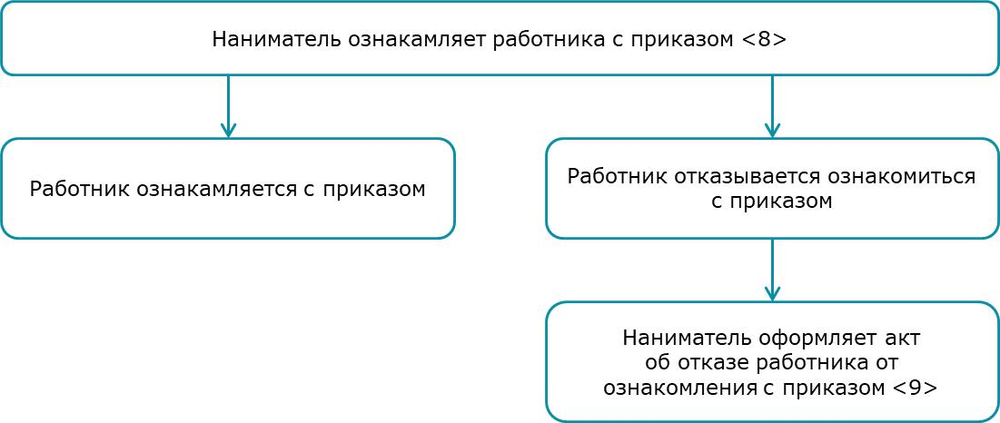 Наниматель ознакамляет работника с приказом <8>
Работник ознакамляется с приказом
Работник отказывается ознакомиться
с приказом
Наниматель оформляет акт
об отказе работника от
ознакомления с приказом <9>